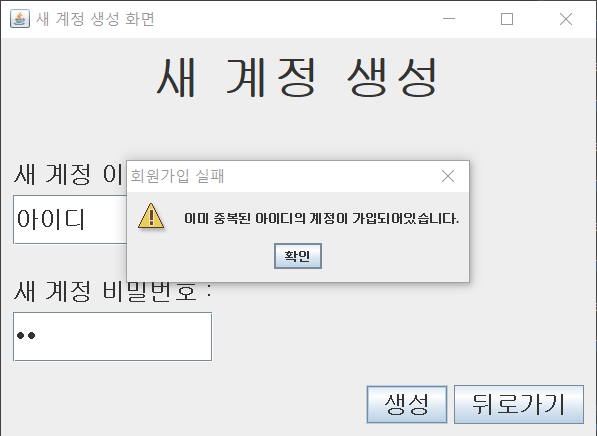 새 계정 생성 화면
새 계정 생성
새 계정 이
회원가입 실패
아이디
이미 중복된 아이디의 계정이 가입되어있습니다.
확인
새 계정 비밀번호 :
생성
뒤로가기